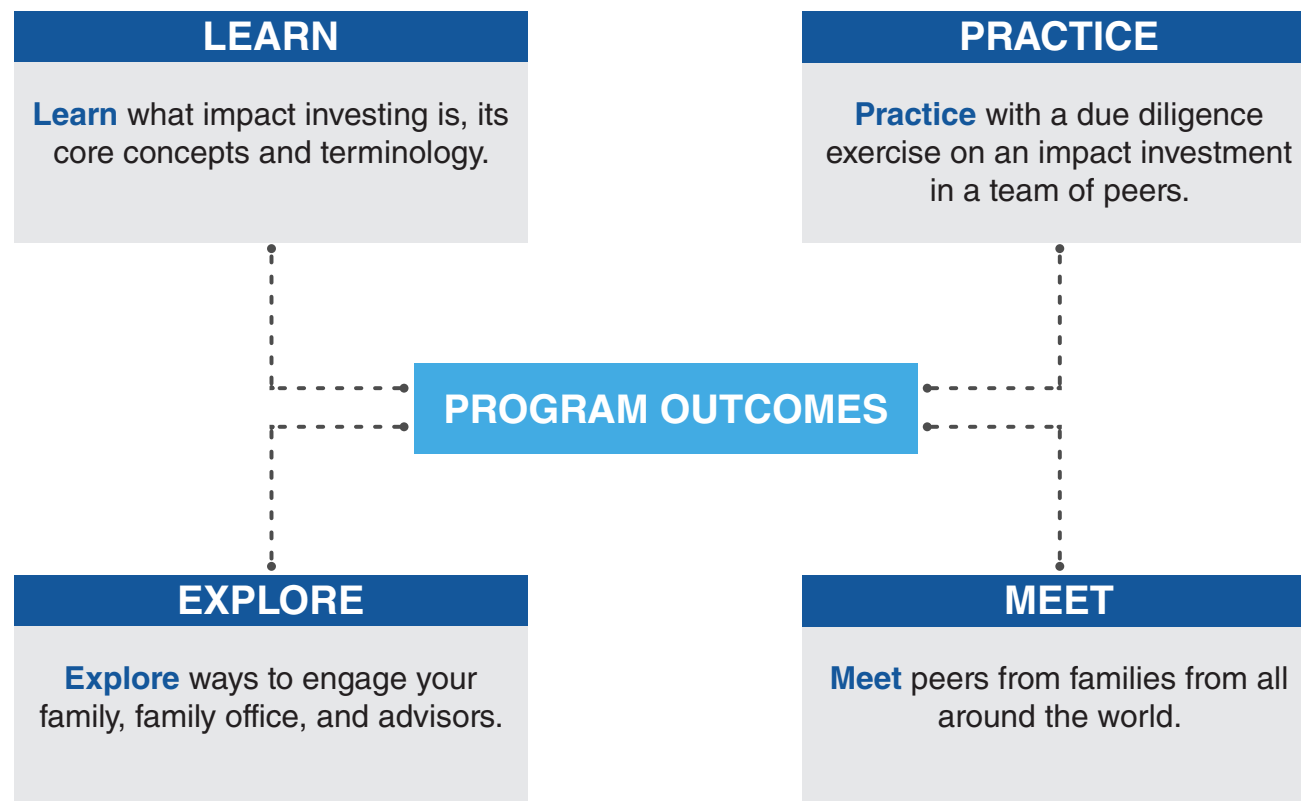 LEARN
Learn what impact investing is, its
core concepts and terminology.
PRACTICE
Practice with a due diligence
exercise on an impact investment
in a team of peers.
PROGRAM OUTCOMES
EXPLORE
Explore ways to engage your
family, family office, and advisors.
MEET
Meet peers from families from all
around the world.